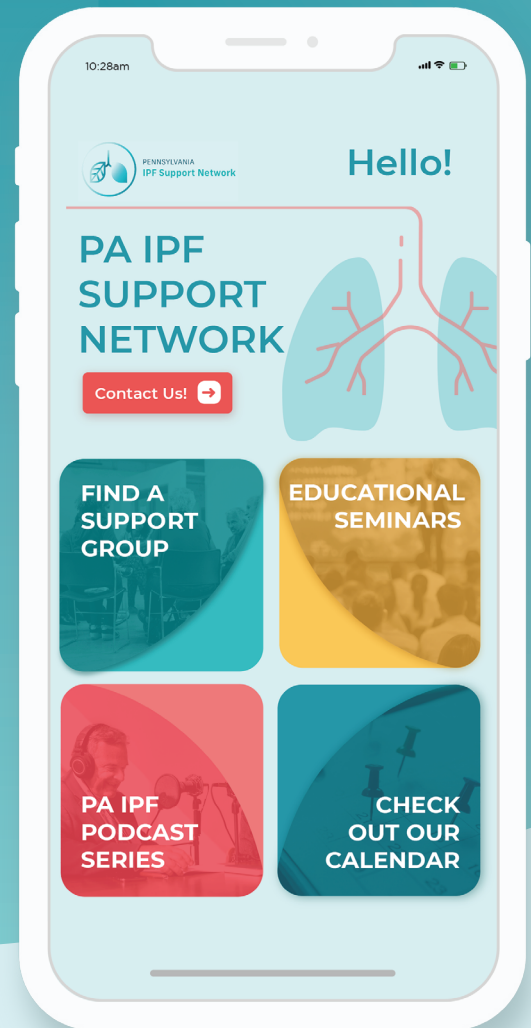 10:28am
PENNSYLVANIA
IPF Support Network
Hello!
PA IPF
SUPPORT
NETWORK
Contact Us!
FIND A
SUPPORT
GROUP
EDUCATIONAL
SEMINARS
PA IPF
PODCAST
SERIES
CHECK
OUT OUR
CALENDAR